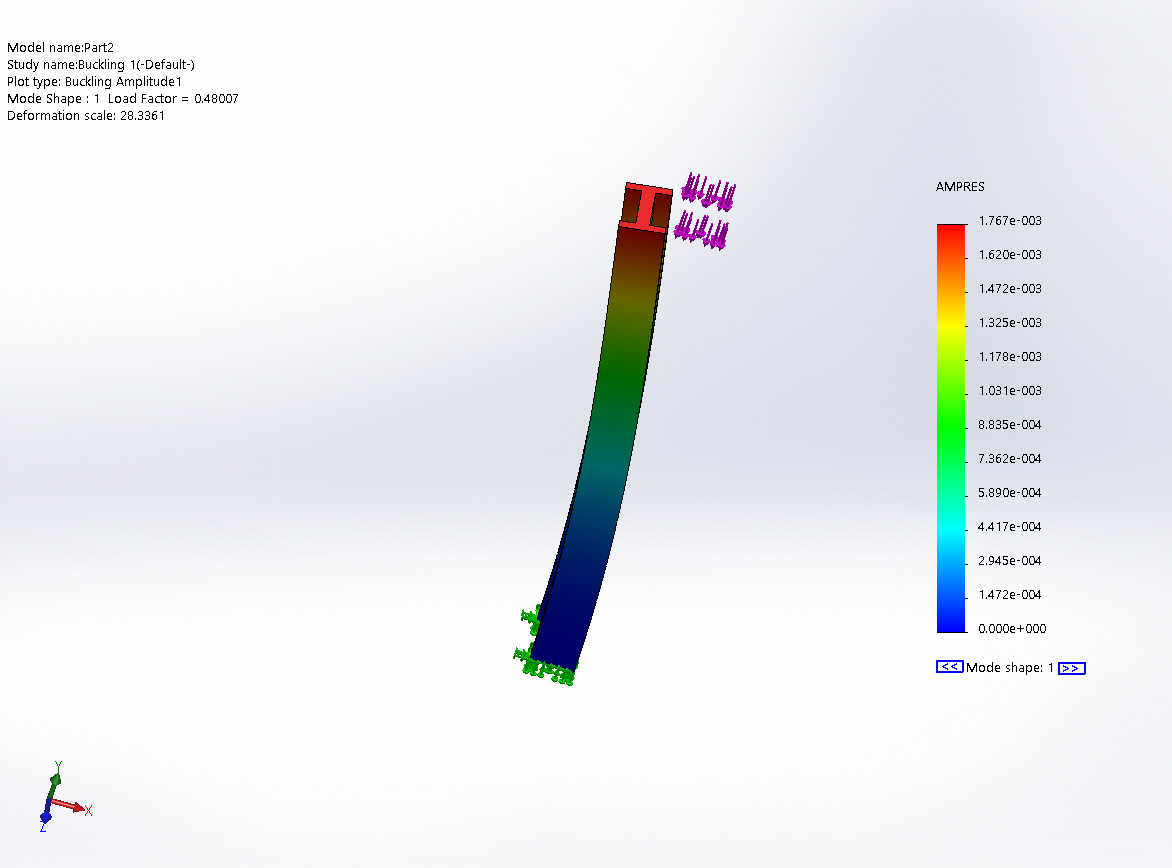 Model name:Part2
Study name:Buckling 1(-Default-)
Plot type: Buckling Amplitude1
Mode Shape : 1  Load Factor =  0.48007
Deformation scale: 28.3361
AMPRES
1.767e-003
1.620e-003
1.472e-003
1.325e-003
1.178e-003
1.031e-003
8.835e-004
7.362e-004
5.890e-004
4.417e-004
2.945e-004
1.472e-004
0.000e+000
<< Mode shape: 1 >>
Y
X
Z